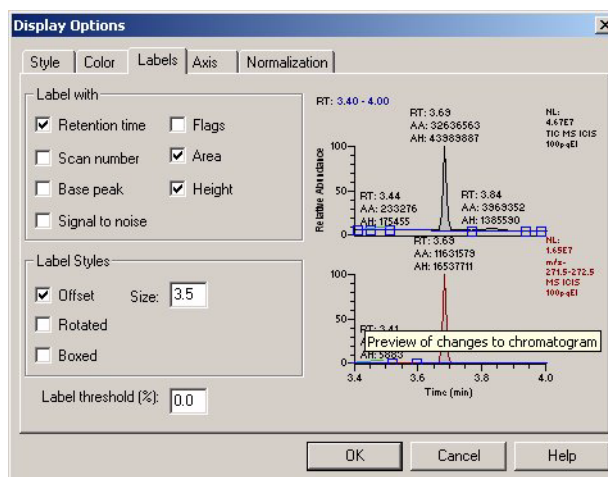 Display Options
Style Color Labels Axis Normalization
Label with
Retention time Flags
Scan number Area
Base peak Height
Signal to noise
Label Styles
Offset Size: 3.5
Rotated
Boxed
Label threshold (%): 0.0
RT: 3.40 - 4.00
RT: 3.69
AA: 32636563
AH: 43989887
NL:
4.67E7
TIC MS ICIS
100pgEI
100
50
0
Relative Abundance
RT: 3.44
AA: 233276
AH: 175455
RT: 3.84
AA: 3969352
AH: 1385590
RT: 3.69
AA: 11631579
AH: 16537711
NL:
1.65E7
m/z=
271.5-272.5
MS ICIS
100pgEI
100
50
0
RT: 3.41
Preview of changes to chromatogram
AH: 5883
3.4 3.6 3.8 4.0
Time (min)
OK Cancel Help